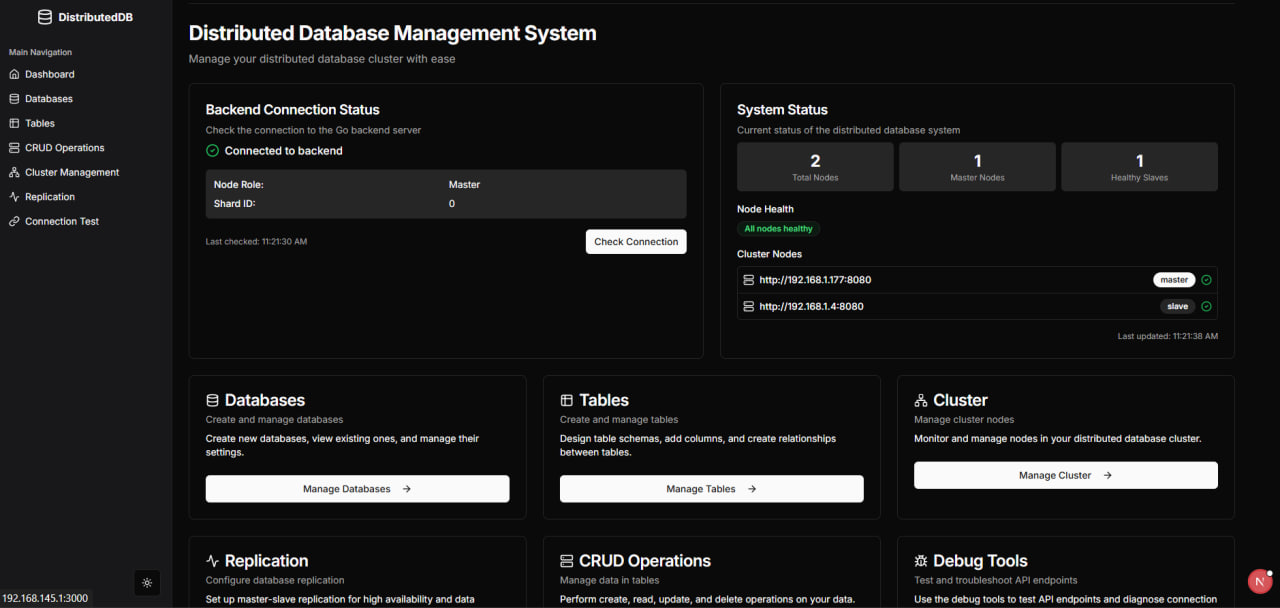 DistributedDB
Main Navigation
Dashboard
Databases
Tables
CRUD Operations
Cluster Management
Replication
Connection Test
192.168.145.1:3000
Distributed Database Management System
Manage your distributed database cluster with ease
Backend Connection Status
Check the connection to the Go backend server
Connected to backend
Node Role: Master
Shard ID: 0
Last checked: 11:21:30 AM
Check Connection
System Status
Current status of the distributed database system
2 1 1
Total Nodes Master Nodes Healthy Slaves
Node Health
All nodes healthy
Cluster Nodes
http://192.168.1.177:8080 master
http://192.168.1.4:8080 slave
Last updated: 11:21:38 AM
Databases
Create and manage databases
Create new databases, view existing ones, and manage their
settings.
Manage Databases →
Tables
Create and manage tables
Design table schemas, add columns, and create relationships
between tables.
Manage Tables →
Cluster
Manage cluster nodes
Monitor and manage nodes in your distributed database cluster.
Manage Cluster →
Replication
Configure database replication
Set up master-slave replication for high availability and data
CRUD Operations
Manage data in tables
Perform create, read, update, and delete operations on your data.
Debug Tools
Test and troubleshoot API endpoints
Use the debug tools to test API endpoints and diagnose connection
N